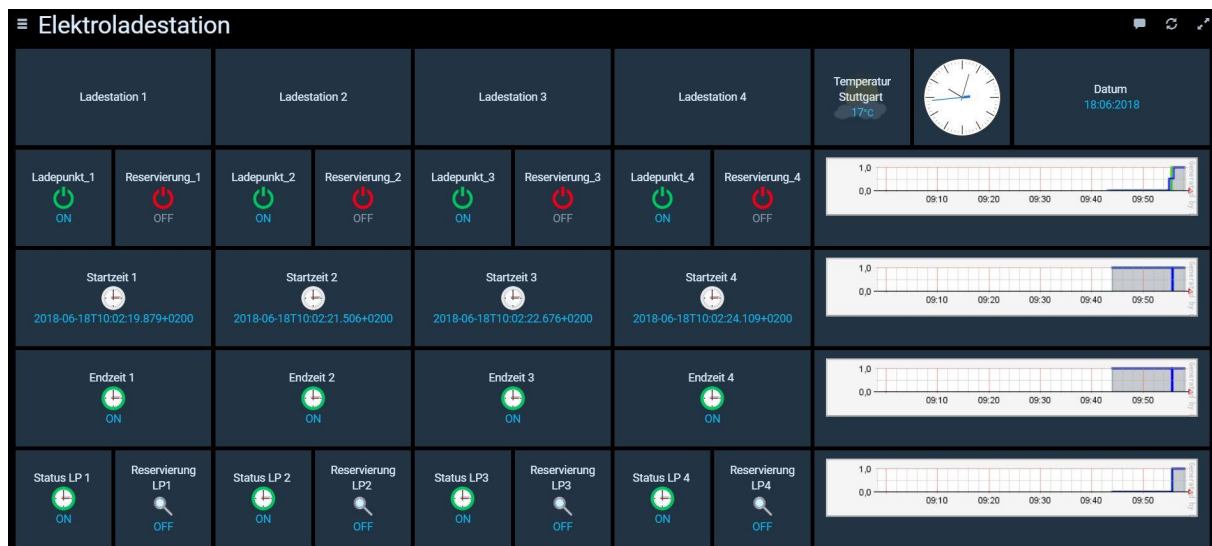 Elektroladestation
Ladestation 1
Ladestation 2
Ladestation 3
Ladestation 4
Temperatur
Stuttgart
17°c
Datum
18:06:2018
Ladepunkt_1
ON
Reservierung_1
OFF
Ladepunkt_2
ON
Reservierung_2
OFF
Ladepunkt_3
ON
Reservierung_3
OFF
Ladepunkt_4
ON
Reservierung_4
OFF
1,0
0,0
09:10 09:20 09:30 09:40 09:50
Startzeit 1
2018-06-18T10:02:19.879+0200
Startzeit 2
2018-06-18T10:02:21.506+0200
Startzeit 3
2018-06-18T10:02:22.676+0200
Startzeit 4
2018-06-18T10:02:24.109+0200
1,0
0,0
09:10 09:20 09:30 09:40 09:50
Endzeit 1
ON
Endzeit 2
ON
Endzeit 3
ON
Endzeit 4
ON
1,0
0,0
09:10 09:20 09:30 09:40 09:50
Status LP 1
ON
Reservierung
LP1
OFF
Status LP 2
ON
Reservierung
LP2
OFF
Status LP3
ON
Reservierung
LP3
OFF
Status LP 4
ON
Reservierung
LP4
OFF
1,0
0,0
09:10 09:20 09:30 09:40 09:50